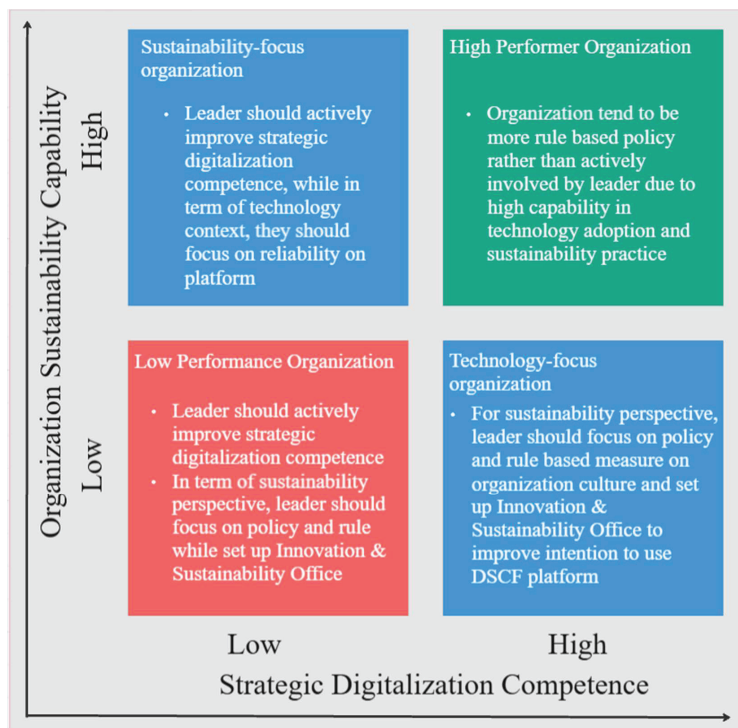 Organization Sustainability Capability
High
Low
Sustainability-focus
organization
• Leader should actively
improve strategic
digitalization
competence, while in
term of technology
context, they should
focus on reliability on
platform
High Performer Organization
• Organization tend to be
more rule based policy
rather than actively
involved by leader due to
high capability in
technology adoption and
sustainability practice
Low Performance Organization
• Leader should actively
improve strategic
digitalization competence
• In term of sustainability
perspective, leader should
focus on policy and rule
while set up Innovation &
Sustainability Office
Technology-focus
organization
• For sustainability perspective,
leader should focus on policy
and rule based measure on
organization culture and set
up Innovation &
Sustainability Office to
improve intention to use
DSCF platform
Low
High
Strategic Digitalization Competence